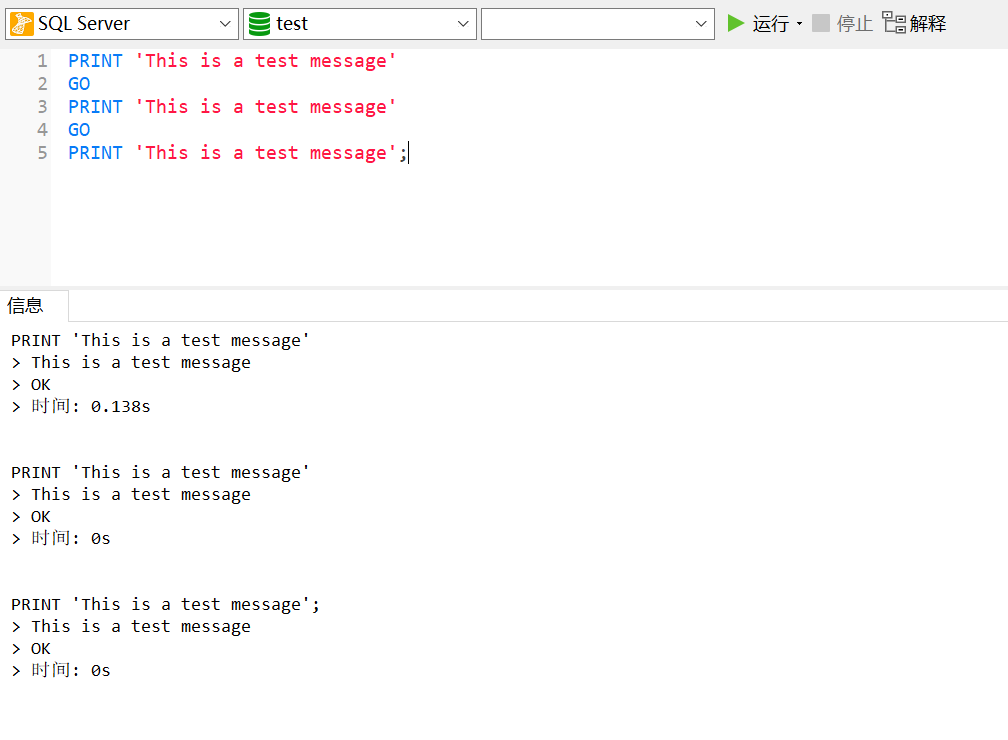 SQL Server test 运行 停止 解释
1 PRINT 'This is a test message'
2 GO
3 PRINT 'This is a test message'
4 GO
5 PRINT 'This is a test message';
信息
PRINT 'This is a test message'
> This is a test message
> OK
> 时间: 0.138s
PRINT 'This is a test message'
> This is a test message
> OK
> 时间: 0s
PRINT 'This is a test message';
> This is a test message
> OK
> 时间: 0s